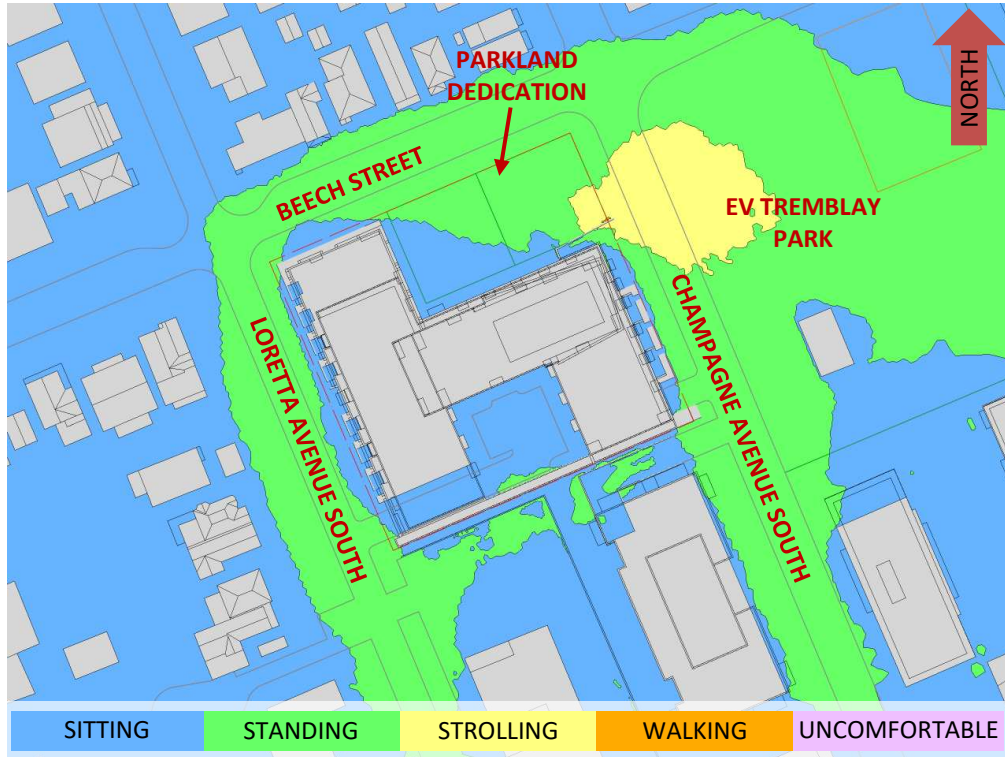 PARKLAND
DEDICATION
NORTH
BEECH STREET
EV TREMBLAY
PARK
LORETTA AVENUE SOUTH
CHAMPAGNE AVENUE SOUTH
SITTING
STANDING
STROLLING
WALKING
UNCOMFORTABLE